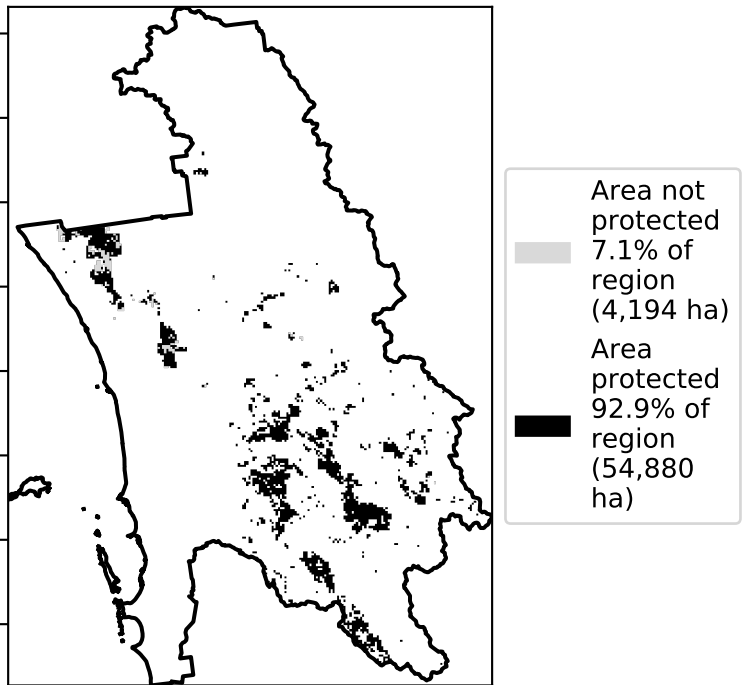 Area not
protected
7.1% of
region
(4,194 ha)
Area
protected
92.9% of
region
(54,880
ha)